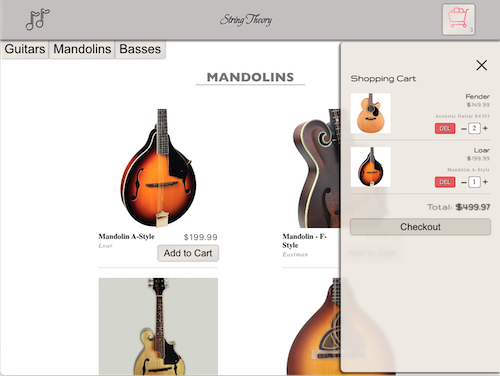 String Theory
3
Guitars
Mandolins
Basses
MANDOLINS
Shopping Cart
Fender
$149.99
Acoustic Guitar
DEL
– 2 +
Loar
$199.99
Mandolin A-Style
DEL
– 1 +
Total: $499.97
Checkout
Mandolin A-Style
$199.99
Loar
Add to Cart
Mandolin - F-
Style
Eastman